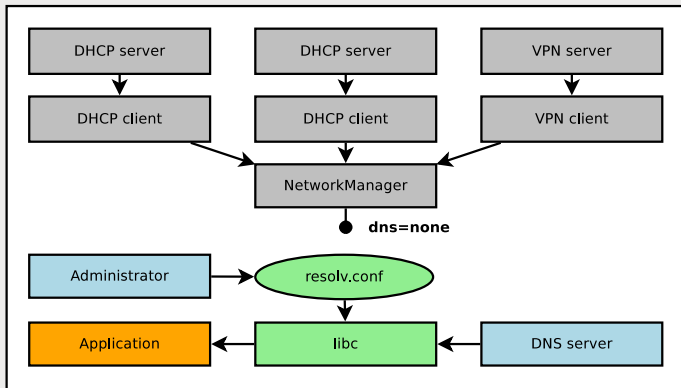 DHCP server
DHCP server
VPN server
DHCP client
DHCP client
VPN client
NetworkManager
dns=none
Administrator
resolv.conf
Application
libc
DNS server